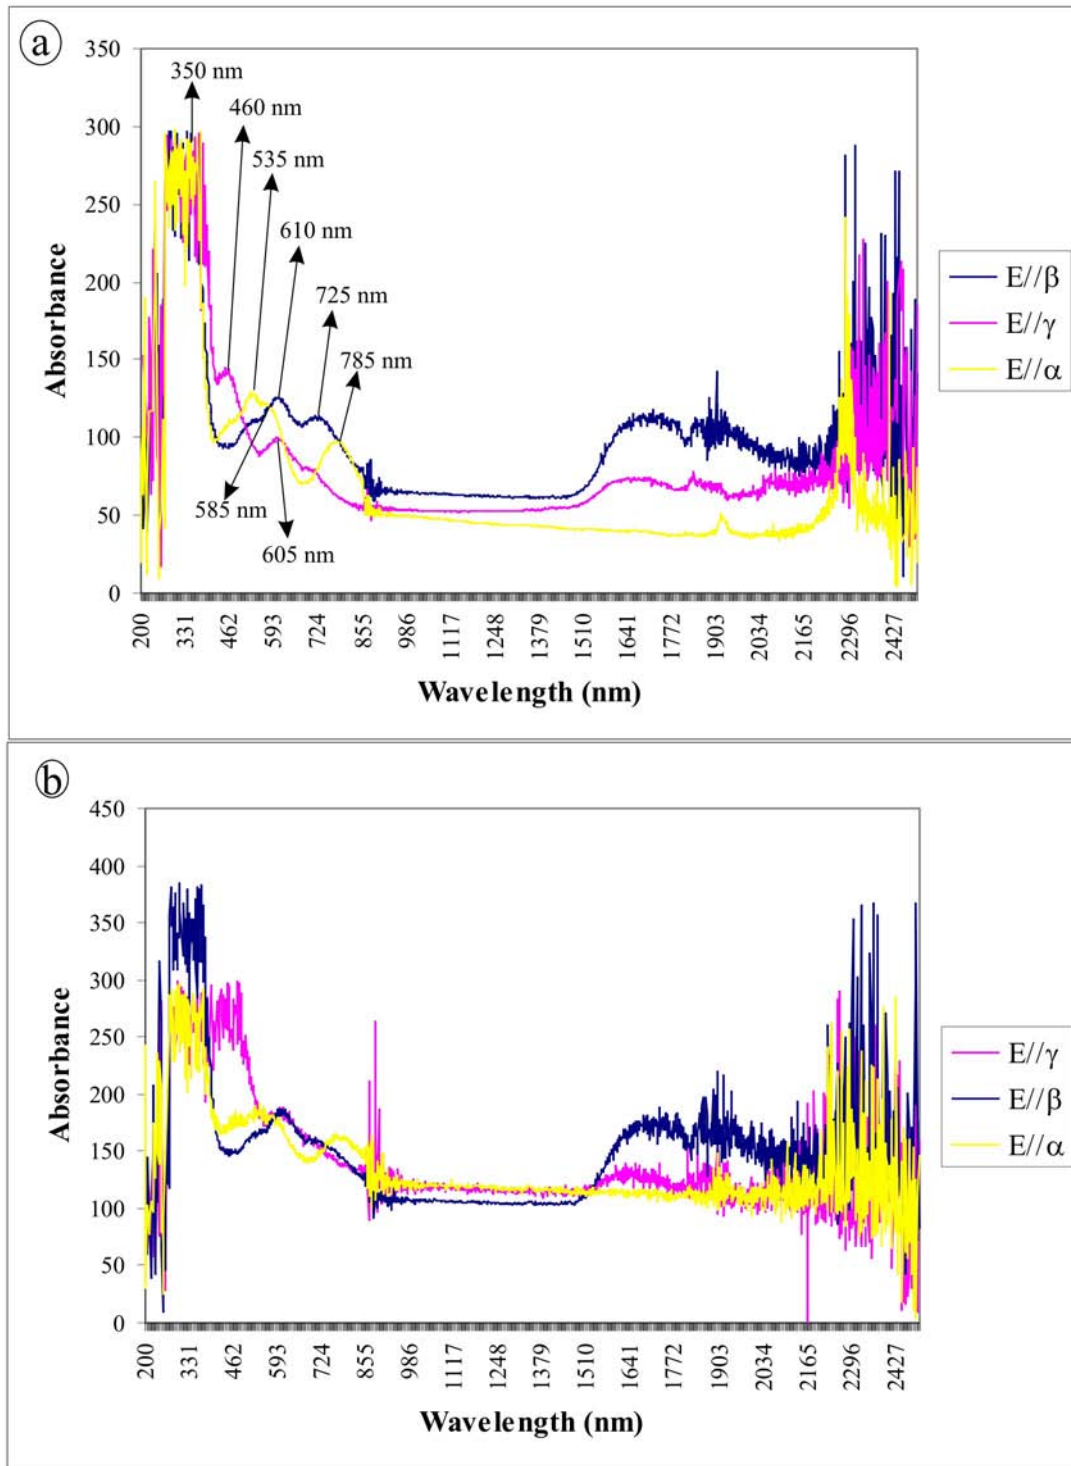 a
350
300
250
200
150
100
50
0
Absorbance
350 nm
460 nm
535 nm
610 nm
725 nm
785 nm
585 nm
605 nm
E//β
E//γ
E//α
200 331 462 593 724 855 986 1117 1248 1379 1510 1641 1772 1903 2034 2165 2296 2427
Wavelength (nm)
b
450
400
350
300
250
200
150
100
50
0
Absorbance
E//γ
E//β
E//α
200 331 462 593 724 855 986 1117 1248 1379 1510 1641 1772 1903 2034 2165 2296 2427
Wavelength (nm)